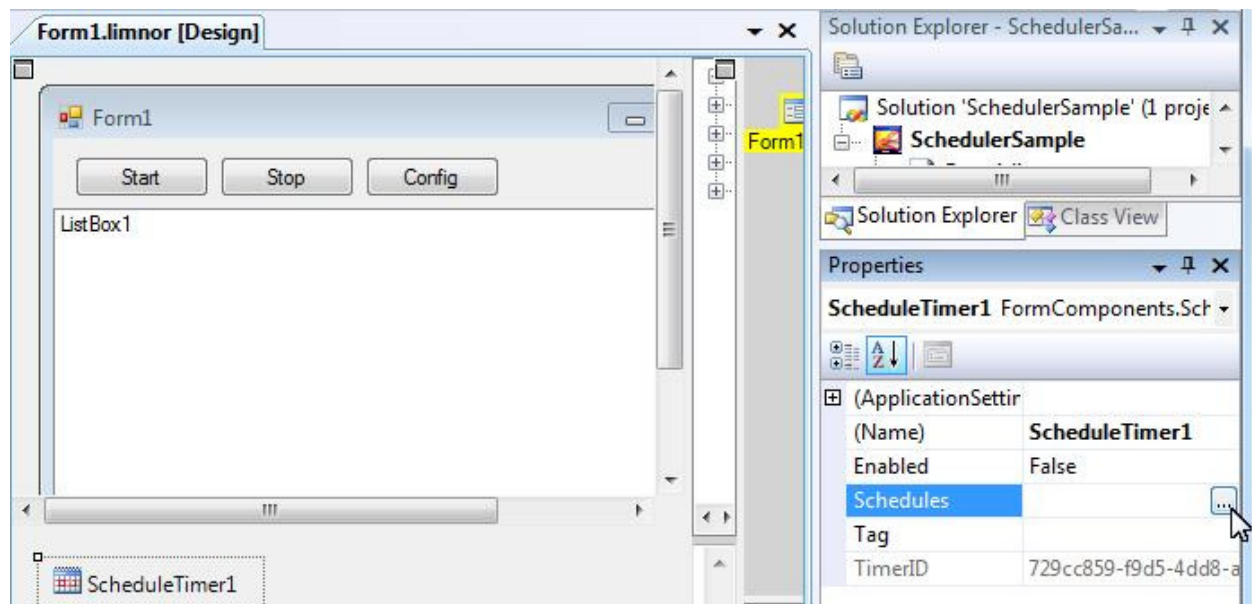 Form1.limnor [Design]
Form1
Start Stop Config
ListBox1
ScheduleTimer1
Form1
Solution Explorer - SchedulerSa...
Solution 'SchedulerSample' (1 proje
SchedulerSample
Solution Explorer Class View
Properties
ScheduleTimer1 FormComponents.Sch
(ApplicationSettin
(Name) ScheduleTimer1
Enabled False
Schedules ...
Tag
TimerID 729cc859-f9d5-4dd8-a